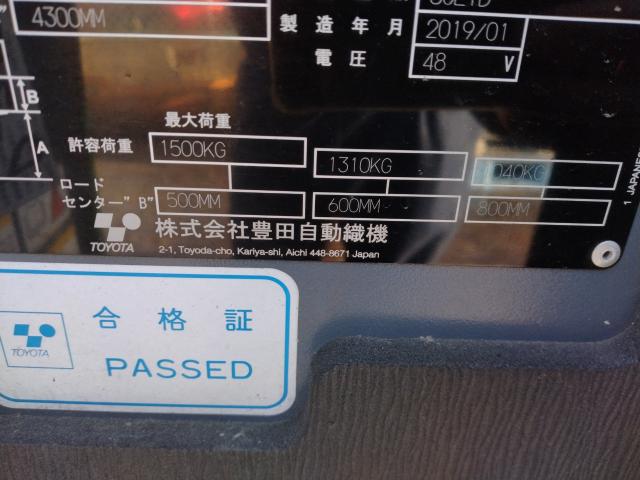 4300MM
製造年月 2019/01
電圧 48 V
B
A
最大荷重
許容荷重 1500KG 1310KG 1040KG
ロード
センター"B" 500MM 600MM 800MM
TOYOTA 株式会社豊田自動織機
2-1, Toyoda-cho, Kariya-shi, Aichi 448-8671 Japan
1 JAPANESE
合格証
TOYOTA
PASSED